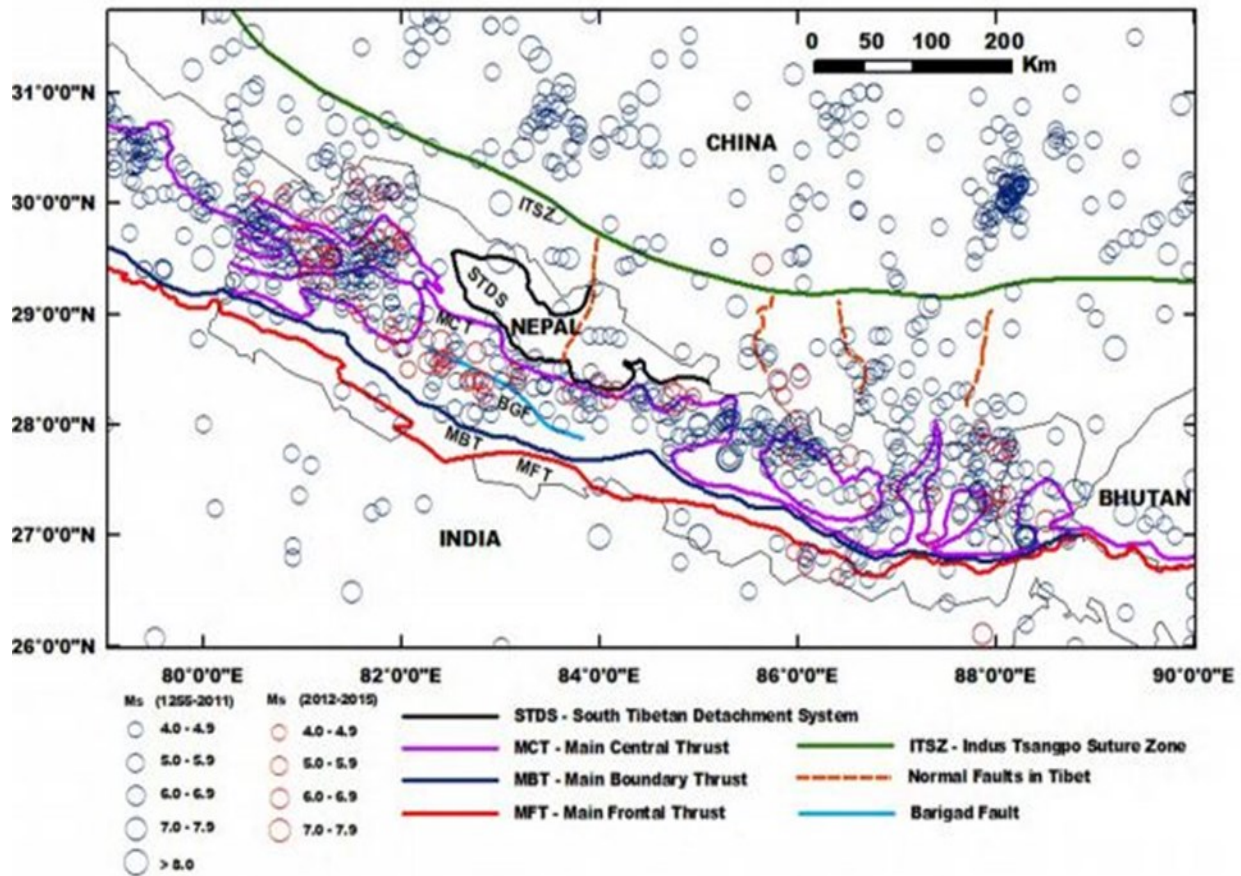 0 50 100 200
Km
31°0'0"N
CHINA
30°0'0"N
ITSZ
STDS
29°0'0"N
MCT
NEPAL
BGF
28°0'0"N
MBT
MFT
BHUTAN
27°0'0"N
INDIA
26°0'0"N
80°0'0"E 82°0'0"E 84°0'0"E 86°0'0"E 88°0'0"E 90°0'0"E
Ms (1255-2011)
4.0 - 4.9
5.0 - 5.9
6.0 - 6.9
7.0 - 7.9
> 8.0
Ms (2012-2015)
4.0 - 4.9
5.0 - 5.9
6.0 - 6.9
7.0 - 7.9
STDS - South Tibetan Detachment System
MCT - Main Central Thrust
MBT - Main Boundary Thrust
MFT - Main Frontal Thrust
ITSZ - Indus Tsangpo Suture Zone
Normal Faults in Tibet
Barigad Fault